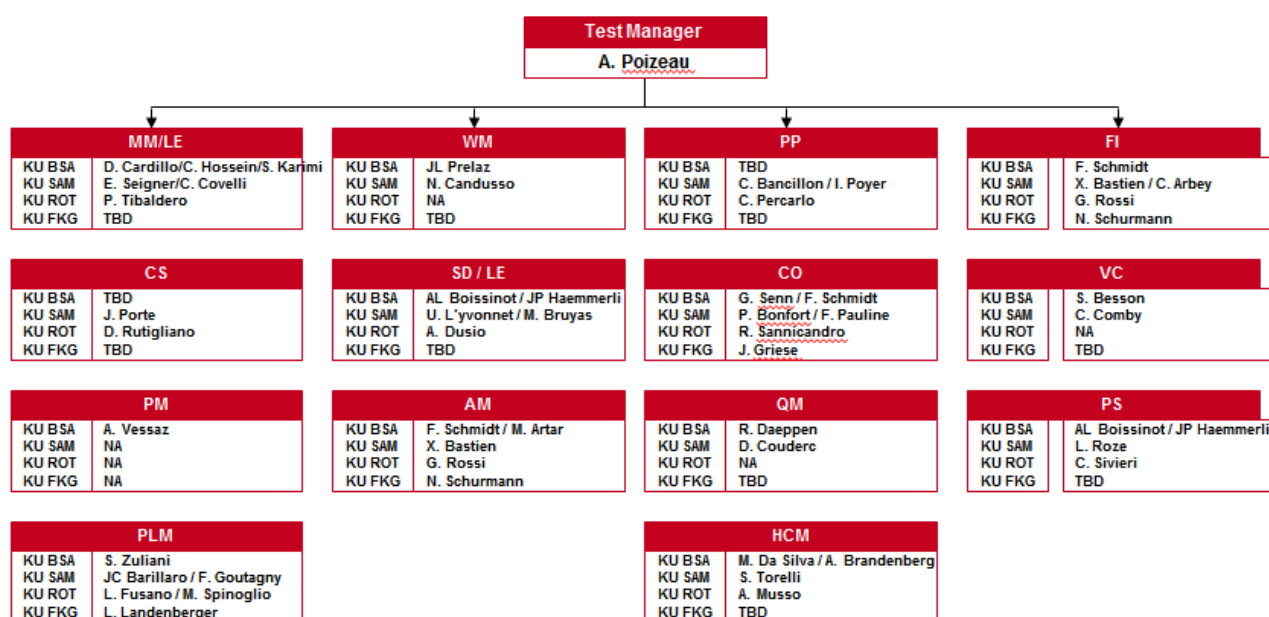 Test Manager
A. Poizeau
MM/LE
KU BSA D. Cardillo/C. Hossein/S. Karimi
KU SAM E. Seigner/C. Covelli
KU ROT P. Tibaldero
KU FKG TBD
WM
KU BSA JL Prelaz
KU SAM N. Candusso
KU ROT NA
KU FKG TBD
PP
KU BSA TBD
KU SAM C. Bancillon / I. Poyer
KU ROT C. Percarlo
KU FKG TBD
FI
KU BSA F. Schmidt
KU SAM X. Bastien / C. Arbey
KU ROT G. Rossi
KU FKG N. Schurmann
CS
KU BSA TBD
KU SAM J. Porte
KU ROT D. Rutigliano
KU FKG TBD
SD / LE
KU BSA AL Boissinot / JP Haemmerli
KU SAM U. L'yvonnet / M. Bruyas
KU ROT A. Dusio
KU FKG TBD
CO
KU BSA G. Senn / F. Schmidt
KU SAM P. Bonfort / F. Pauline
KU ROT R. Sannicandro
KU FKG J. Griese
VC
KU BSA S. Besson
KU SAM C. Comby
KU ROT NA
KU FKG TBD
PM
KU BSA A. Vessaz
KU SAM NA
KU ROT NA
KU FKG NA
AM
KU BSA F. Schmidt / M. Artar
KU SAM X. Bastien
KU ROT G. Rossi
KU FKG N. Schurmann
QM
KU BSA R. Daeppen
KU SAM D. Couderc
KU ROT NA
KU FKG TBD
PS
KU BSA AL Boissinot / JP Haemmerli
KU SAM L. Roze
KU ROT C. Sivieri
KU FKG TBD
PLM
KU BSA S. Zuliani
KU SAM JC Barillaro / F. Goutagny
KU ROT L. Fusano / M. Spinoglio
KU FKG L. Landenberger
HCM
KU BSA M. Da Silva / A. Brandenberg
KU SAM S. Torelli
KU ROT A. Musso
KU FKG TBD